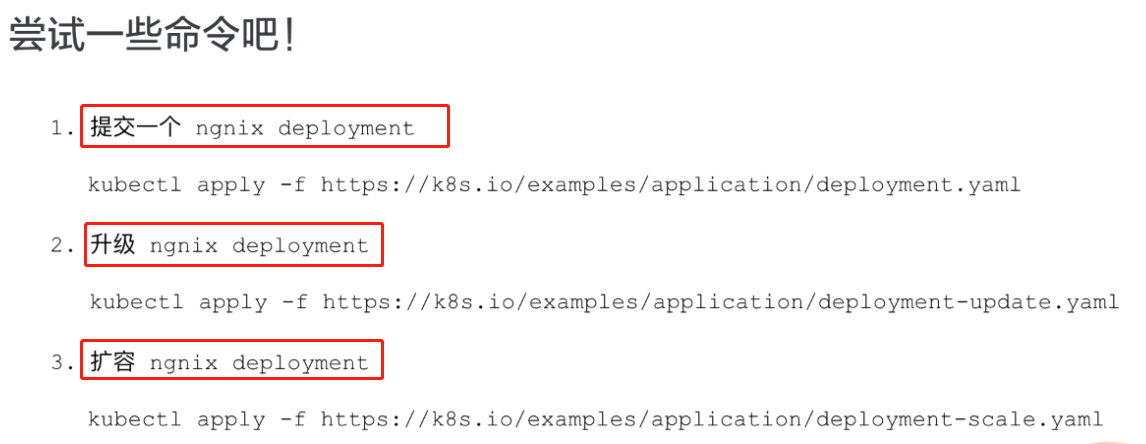 尝试一些命令吧！
1. 提交一个 ngnix deployment
kubectl apply -f https://k8s.io/examples/application/deployment.yaml
2. 升级 ngnix deployment
kubectl apply -f https://k8s.io/examples/application/deployment-update.yaml
3. 扩容 ngnix deployment
kubectl apply -f https://k8s.io/examples/application/deployment-scale.yaml